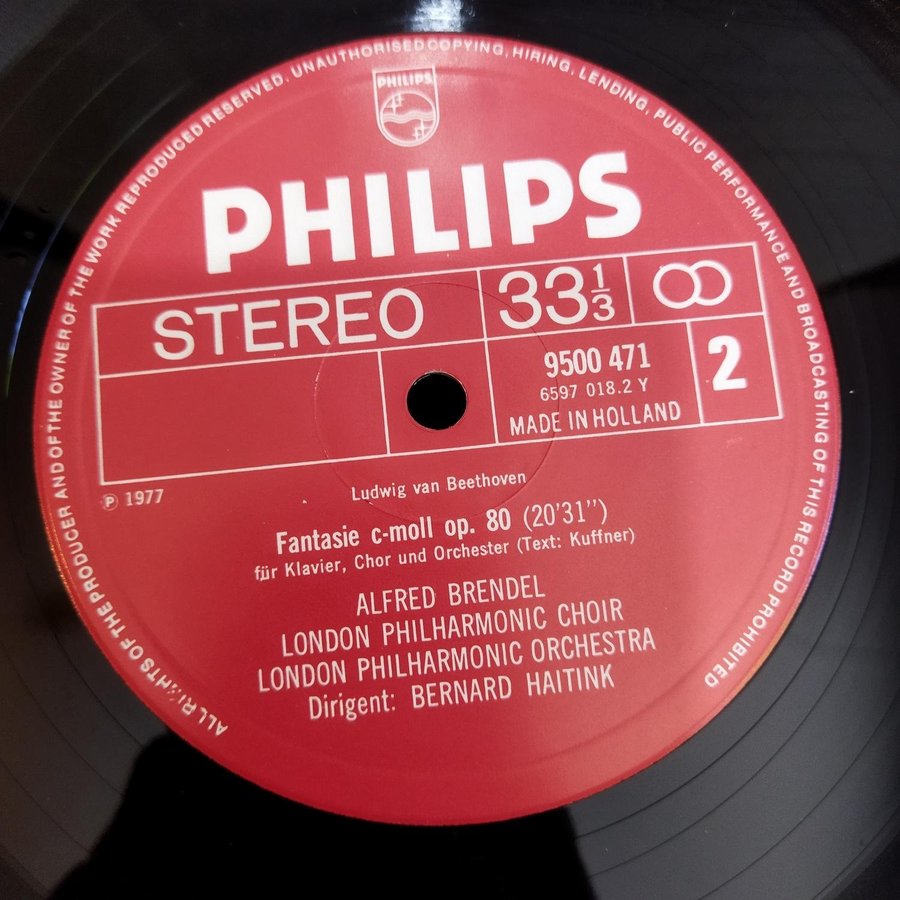 ALL RIGHTS OF THE PRODUCER AND OF THE OWNER OF THE WORK REPRODUCED RESERVED. UNAUTHORISED COPYING, HIRING, LENDING, PUBLIC PERFORMANCE AND BROADCASTING OF THIS RECORD PROHIBITED
PHILIPS
PHILIPS
STEREO 33 1/3
9500 471 2
6597 018.2 Y
MADE IN HOLLAND
℗ 1977
Ludwig van Beethoven
Fantasie c-moll op. 80 (20'31'')
für Klavier, Chor und Orchester (Text: Kuffner)
ALFRED BRENDEL
LONDON PHILHARMONIC CHOIR
LONDON PHILHARMONIC ORCHESTRA
Dirigent: BERNARD HAITINK